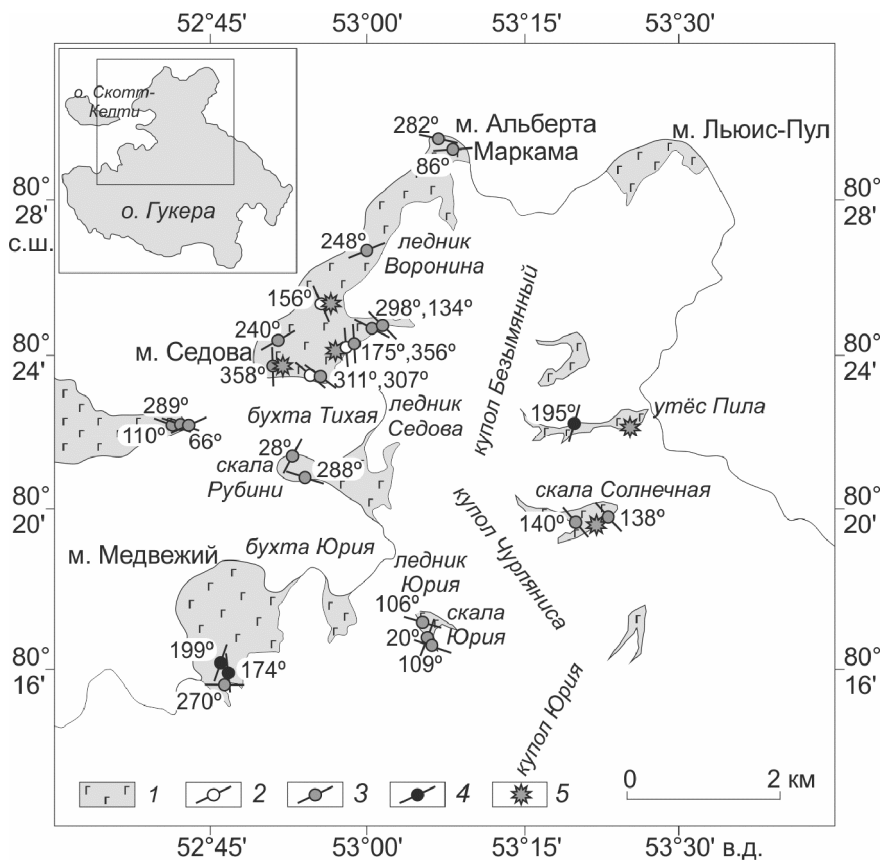 52°45' 53°00' 53°15' 53°30'
о. Скотт-
Келти
о. Гукера
282° м. Альберта
Маркама
86°
м. Льюис-Пул
80°
28'
с.ш.
80°
28'
248° ледник
Воронина
156°
298°,134°
240°
м. Седова
175°,356°
358°
311°,307°
80°
24'
80°
24'
купол Безымянный
289°
110° 66°
бухта Тихая
ледник
Седова
195° утёс Пила
28°
скала
Рубини
288°
80°
20'
скала Солнечная
140° 138°
80°
20'
купол Чурляниса
м. Медвежий
бухта Юрия
ледник
Юрия
106°
скала
Юрия
20°
109°
199°
174°
270°
80°
16'
80°
16'
купол Юрия
1 2 3 4 5
0 2 км
52°45' 53°00' 53°15' 53°30' в.д.